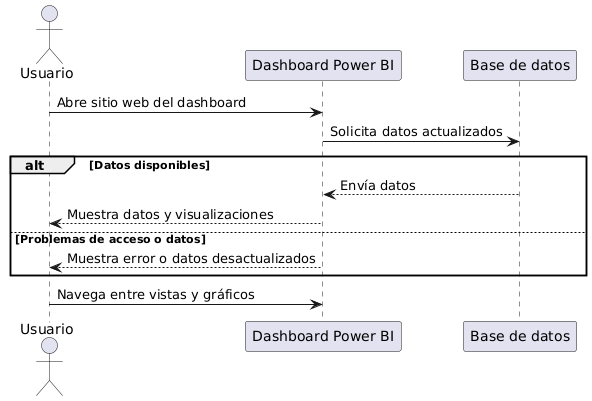 Usuario
Dashboard Power BI
Base de datos
Abre sitio web del dashboard
Solicita datos actualizados
alt
[Datos disponibles]
Envía datos
Muestra datos y visualizaciones
[Problemas de acceso o datos]
Muestra error o datos desactualizados
Navega entre vistas y gráficos
Usuario
Dashboard Power BI
Base de datos